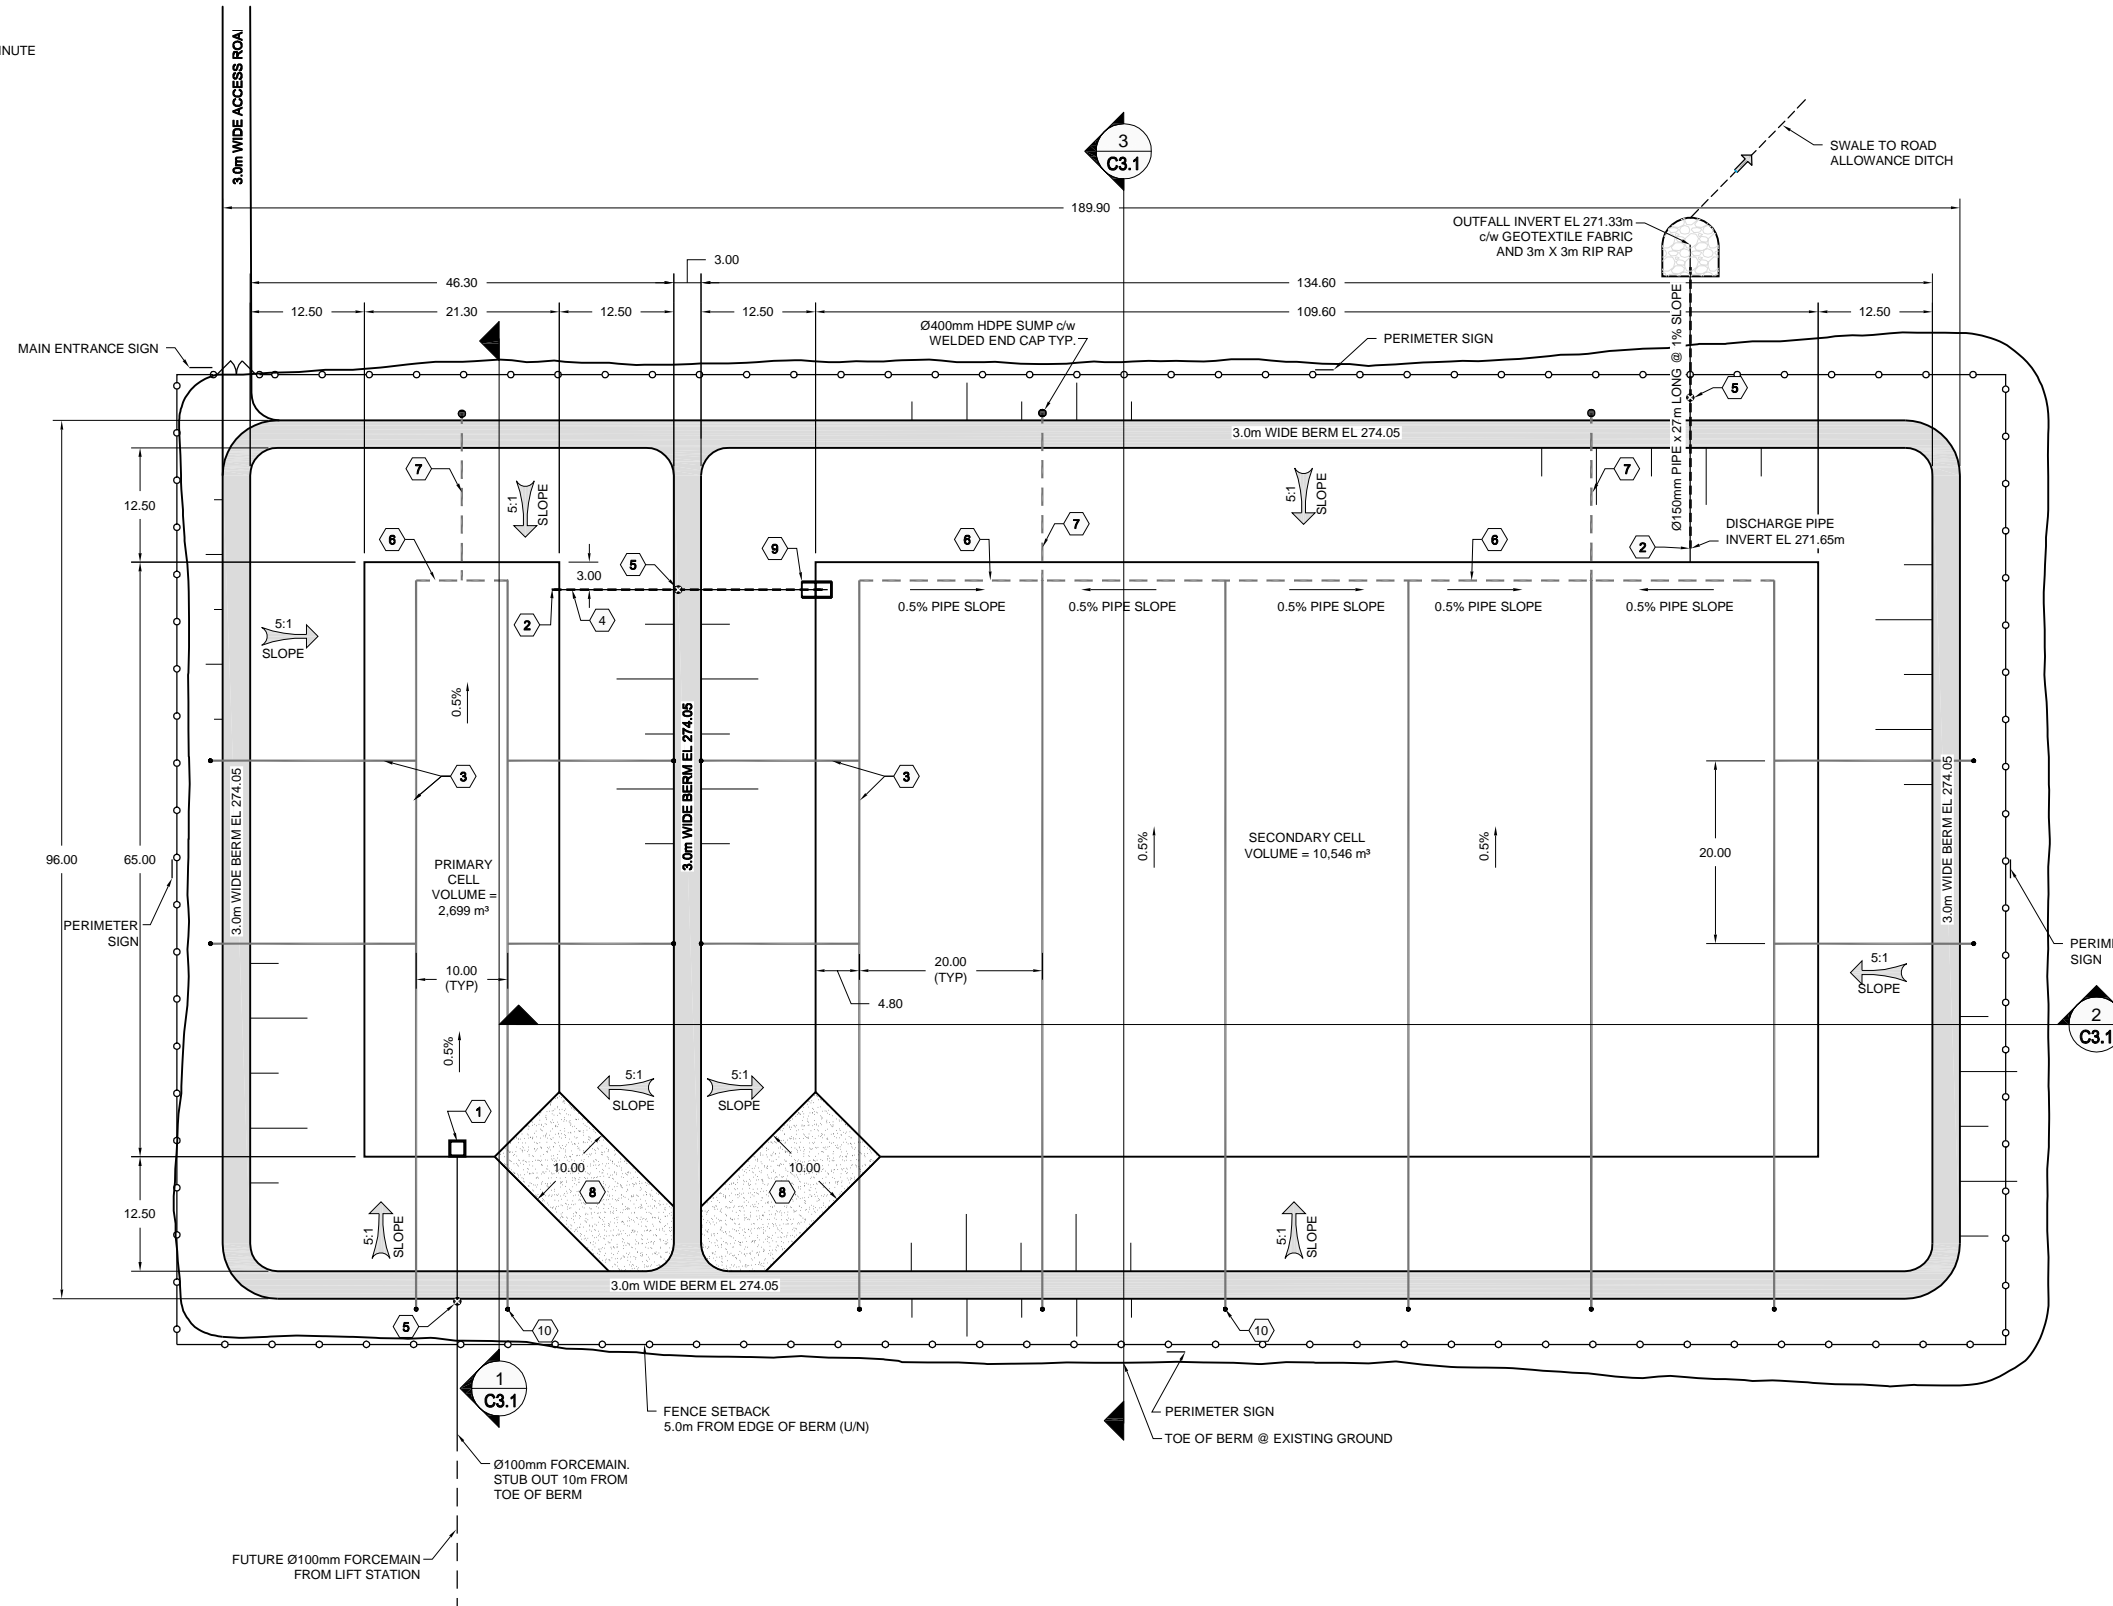 INUTE
3.0m WIDE ACCESS ROA
3
C3.1
SWALE TO ROAD
ALLOWANCE DITCH
189.90
OUTFALL INVERT EL 271.33m
c/w GEOTEXTILE FABRIC
AND 3m X 3m RIP RAP
3.00
46.30
134.60
12.50
21.30
12.50
12.50
109.60
12.50
Ø400mm HDPE SUMP c/w
WELDED END CAP TYP.
PERIMETER SIGN
MAIN ENTRANCE SIGN
Ø150mm PIPE x 27m LONG @ 1% SLOPE
5
3.0m WIDE BERM EL 274.05
7
7
12.50
5:1
SLOPE
5:1
SLOPE
6
9
7
6
6
2
DISCHARGE PIPE
INVERT EL 271.65m
5
3.00
2
4
0.5% PIPE SLOPE
0.5% PIPE SLOPE
0.5% PIPE SLOPE
0.5% PIPE SLOPE
0.5% PIPE SLOPE
5:1
SLOPE
0.5%
3.0m WIDE BERM EL 274.05
3
3
3.0m WIDE BERM EL 274.05
3.0m WIDE BERM EL 274.05
96.00
65.00
PRIMARY
CELL
VOLUME =
2,699 m³
0.5%
SECONDARY CELL
VOLUME = 10,546 m³
0.5%
20.00
PERIMETER
SIGN
PERIM
SIGN
10.00
(TYP)
20.00
(TYP)
4.80
5:1
SLOPE
2
C3.1
0.5%
5:1
SLOPE
5:1
SLOPE
1
10.00
8
10.00
8
12.50
5:1
SLOPE
5:1
SLOPE
3.0m WIDE BERM EL 274.05
5
10
10
1
C3.1
FENCE SETBACK
5.0m FROM EDGE OF BERM (U/N)
PERIMETER SIGN
TOE OF BERM @ EXISTING GROUND
Ø100mm FORCEMAIN.
STUB OUT 10m FROM
TOE OF BERM
FUTURE Ø100mm FORCEMAIN
FROM LIFT STATION